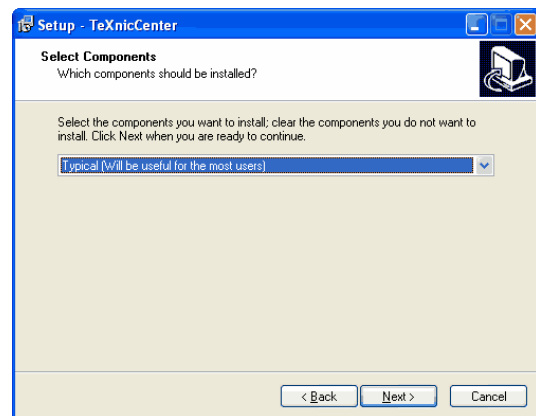 Setup - TeXnicCenter
Select Components
Which components should be installed?
Select the components you want to install; clear the components you do not want to
install. Click Next when you are ready to continue.
Typical (Will be useful for the most users)
< Back
Next >
Cancel